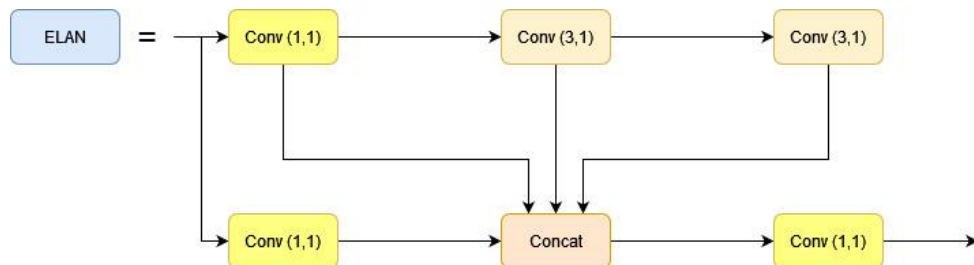 ELAN
=
Conv (1,1)
Conv (3,1)
Conv (3,1)
Conv (1,1)
Concat
Conv (1,1)